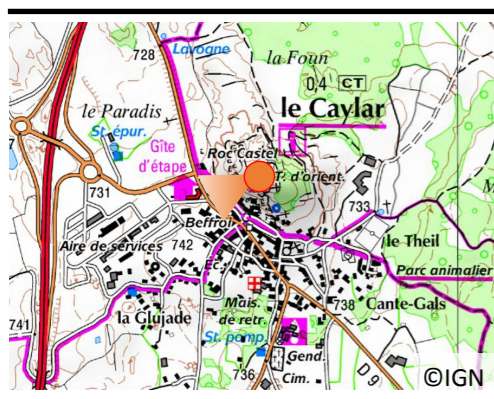 728
Lavogne
la Foun
0,4 CT
le Caylar
le Paradis
St. épur.
Gîte
d'étape
Roc Castel
T. d'orient.
731
733
Beffroi
Aire de services
742
le Theil
Parc animalier
Mais.
de retr.
738
Cante-Gals
la Glujade
741
St. pomp.
Gend.
736
Cim.
D 9
©IGN